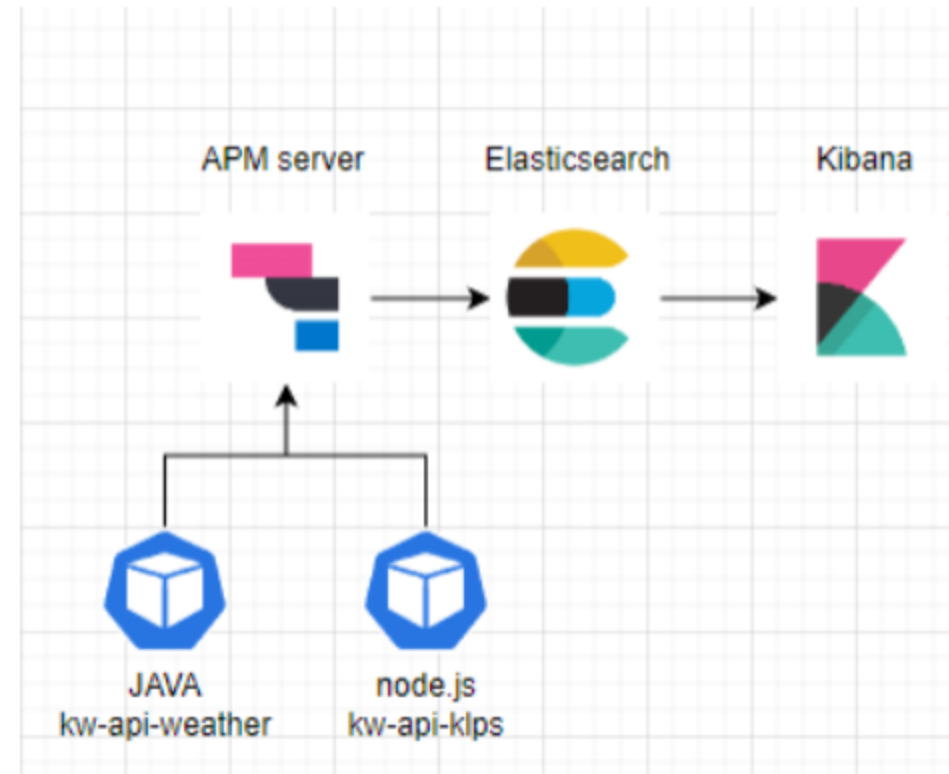 APM server
Elasticsearch
Kibana
JAVA
kw-api-weather
node.js
kw-api-klps